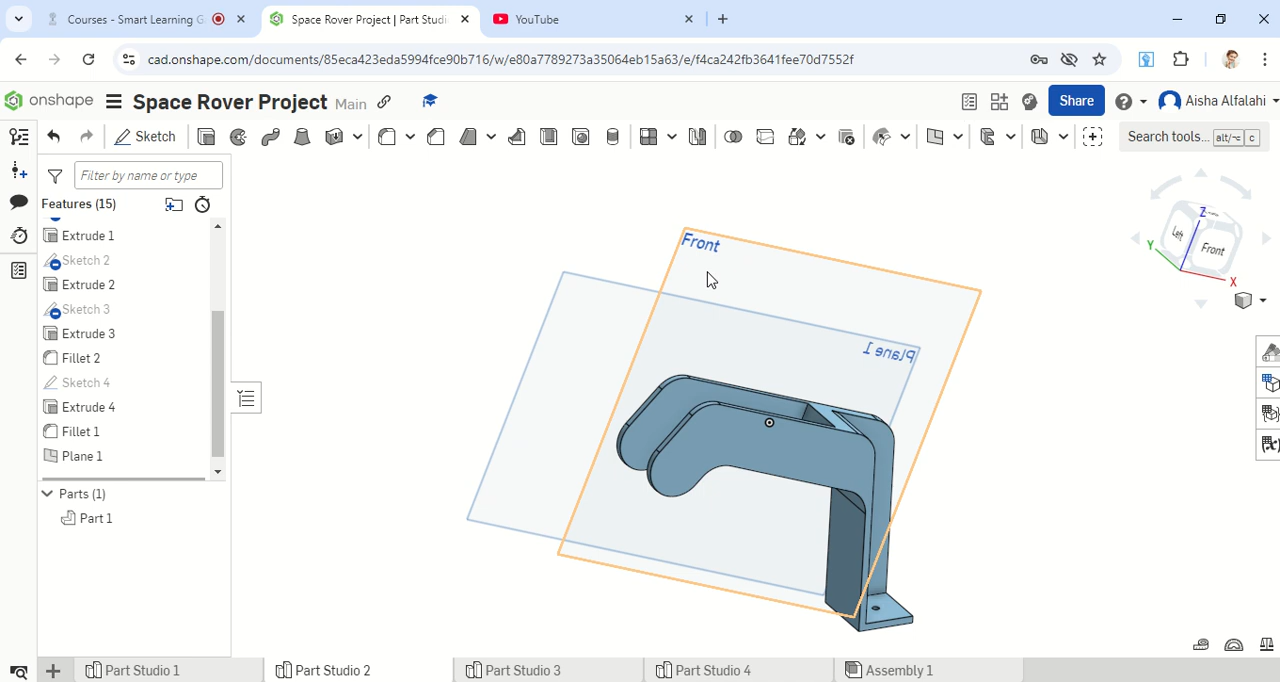 Courses - Smart Learning G
Space Rover Project | Part Studi
YouTube
cad.onshape.com/documents/85eca423eda5994fc90b716/w/e80a7789273a35064eb15a63/e/f4ca242fb3641fee70d7552f
onshape
Space Rover Project
Main
Share
Aisha Alfalahi
Sketch
Search tools...
alt/⌥
c
Filter by name or type
Features (15)
Extrude 1
Sketch 2
Extrude 2
Sketch 3
Extrude 3
Fillet 2
Sketch 4
Extrude 4
Fillet 1
Plane 1
Parts (1)
Part 1
Front
Plane 1
Z
Left
Front
Y
X
Part Studio 1
Part Studio 2
Part Studio 3
Part Studio 4
Assembly 1